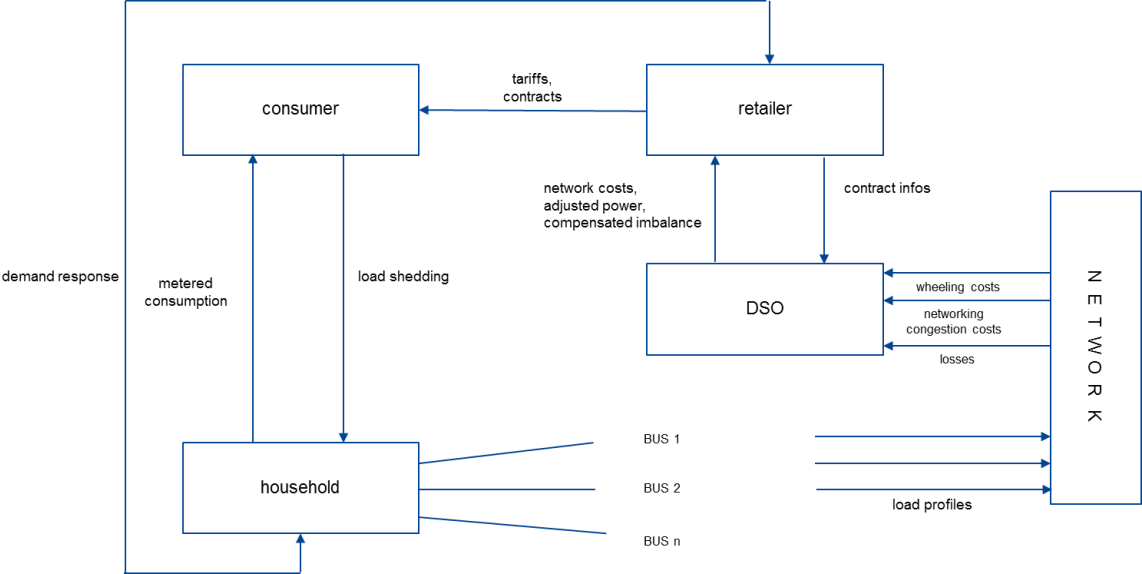 tariffs,
contracts
consumer
retailer
network costs,
adjusted power,
compensated imbalance
contract infos
demand response
metered
consumption
load shedding
wheeling costs
networking
congestion costs
losses
DSO
NETWORK
household
BUS 1
BUS 2
BUS n
load profiles